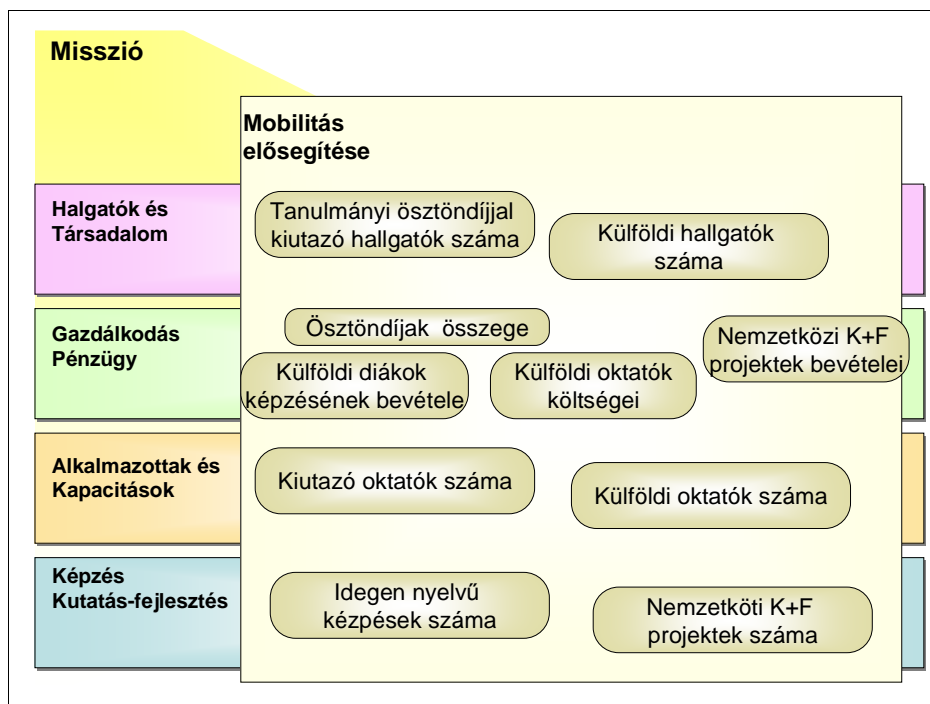 Misszió
Mobilitás
elősegítése
Halgatók és
Társadalom
Tanulmányi ösztöndíjjal
kiutazó hallgatók száma
Külföldi hallgatók
száma
Gazdálkodás
Pénzügy
Ösztöndíjak összege
Nemzetközi K+F
projektek bevételei
Külföldi diákok
képzésének bevétele
Külföldi oktatók
költségei
Alkalmazottak és
Kapacitások
Kiutazó oktatók száma
Külföldi oktatók száma
Képzés
Kutatás-fejlesztés
Idegen nyelvű
kézpések száma
Nemzetköti K+F
projektek száma